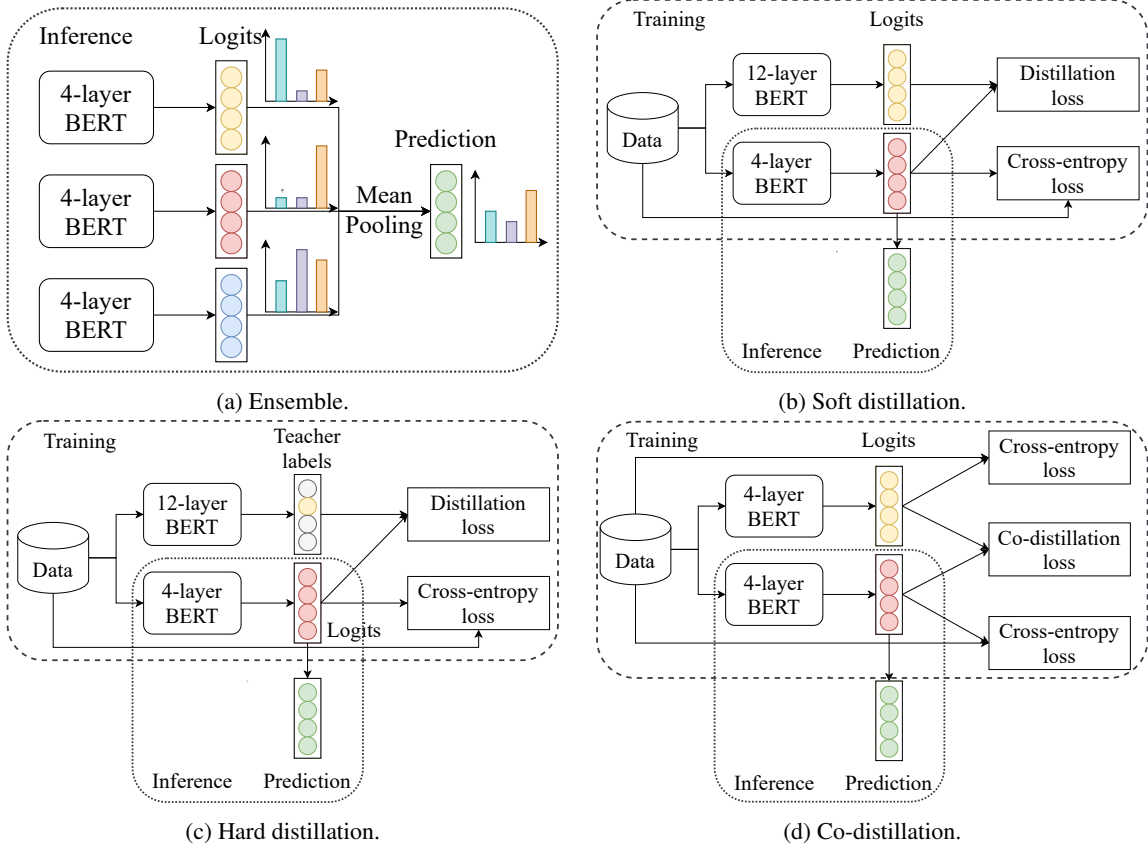 Inference
Logits
4-layer
BERT
4-layer
BERT
4-layer
BERT
Mean
Pooling
Prediction
(a) Ensemble.
Training
Logits
12-layer
BERT
Distillation
loss
Data
4-layer
BERT
Cross-entropy
loss
Inference
Prediction
(b) Soft distillation.
Training
Teacher
labels
12-layer
BERT
Distillation
loss
Data
4-layer
BERT
Cross-entropy
loss
Logits
Inference
Prediction
(c) Hard distillation.
Training
Logits
Cross-entropy
loss
4-layer
BERT
Data
Co-distillation
loss
4-layer
BERT
Cross-entropy
loss
Inference
Prediction
(d) Co-distillation.